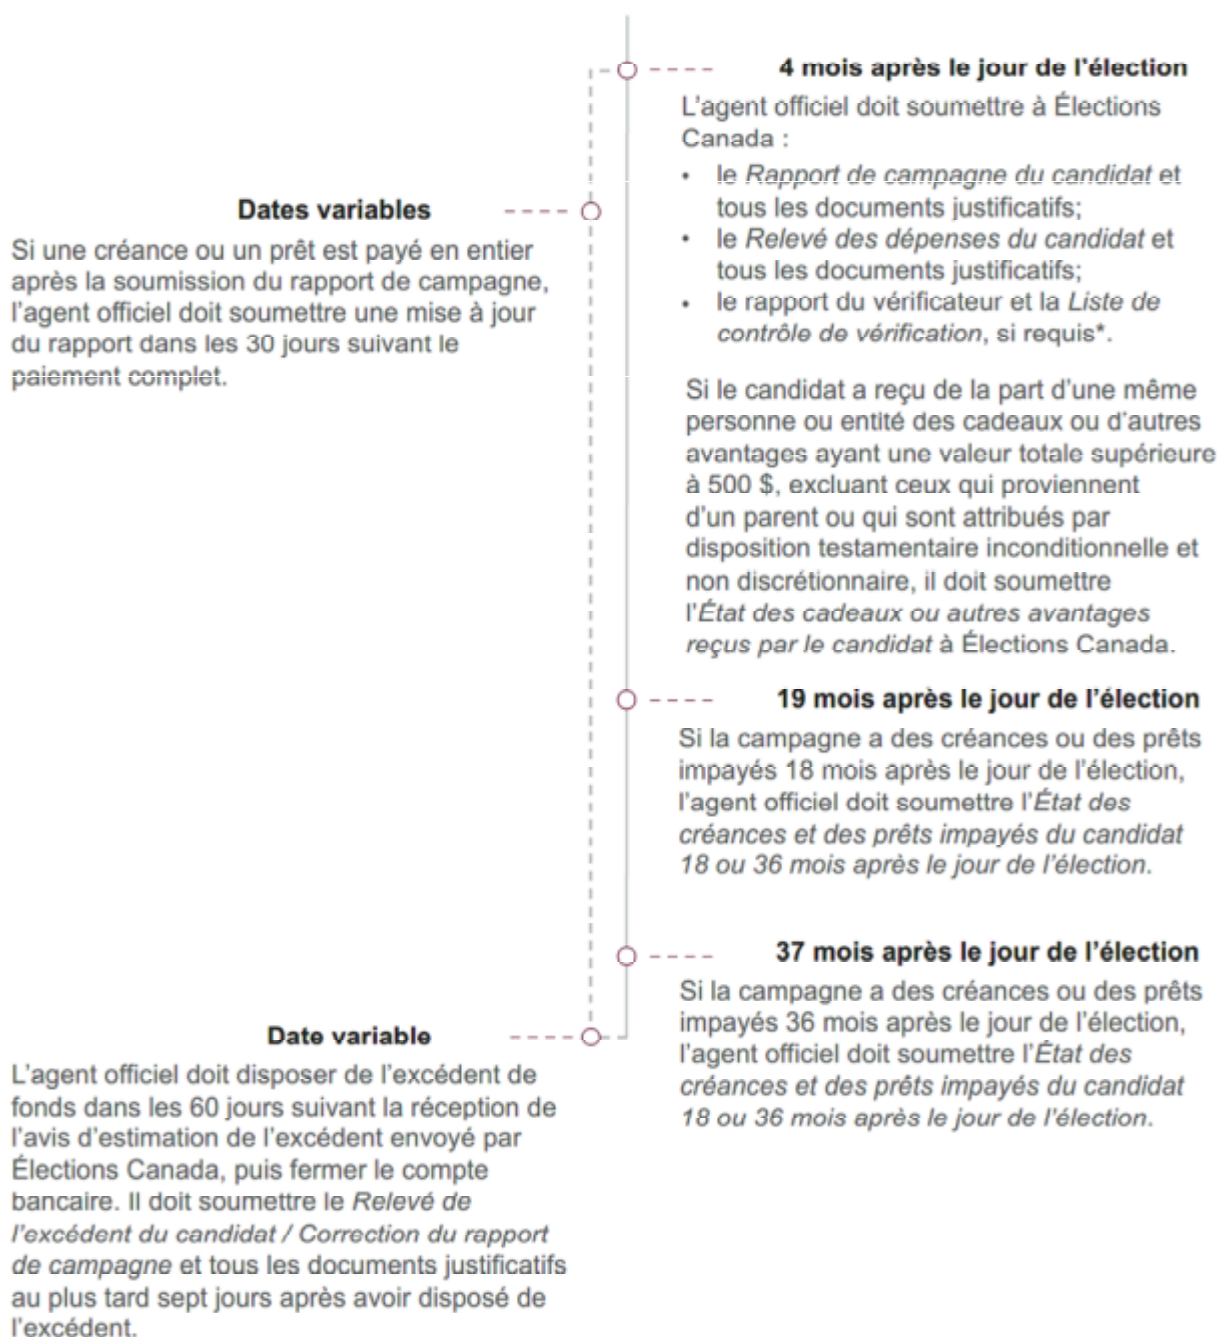 4 mois après le jour de l'élection
L'agent officiel doit soumettre à Élections
Canada :
• le Rapport de campagne du candidat et
tous les documents justificatifs;
• le Relevé des dépenses du candidat et
tous les documents justificatifs;
• le rapport du vérificateur et la Liste de
contrôle de vérification, si requis*.
Si le candidat a reçu de la part d'une même
personne ou entité des cadeaux ou d'autres
avantages ayant une valeur totale supérieure
à 500 $, excluant ceux qui proviennent
d'un parent ou qui sont attribués par
disposition testamentaire inconditionnelle et
non discrétionnaire, il doit soumettre
l'État des cadeaux ou autres avantages
reçus par le candidat à Élections Canada.
Dates variables
Si une créance ou un prêt est payé en entier
après la soumission du rapport de campagne,
l'agent officiel doit soumettre une mise à jour
du rapport dans les 30 jours suivant le
paiement complet.
19 mois après le jour de l'élection
Si la campagne a des créances ou des prêts
impayés 18 mois après le jour de l'élection,
l'agent officiel doit soumettre l'État des
créances et des prêts impayés du candidat
18 ou 36 mois après le jour de l'élection.
37 mois après le jour de l'élection
Si la campagne a des créances ou des prêts
impayés 36 mois après le jour de l'élection,
l'agent officiel doit soumettre l'État des
créances et des prêts impayés du candidat
18 ou 36 mois après le jour de l'élection.
Date variable
L'agent officiel doit disposer de l'excédent de
fonds dans les 60 jours suivant la réception de
l'avis d'estimation de l'excédent envoyé par
Élections Canada, puis fermer le compte
bancaire. Il doit soumettre le Relevé de
l'excédent du candidat / Correction du rapport
de campagne et tous les documents justificatifs
au plus tard sept jours après avoir disposé de
l'excédent.